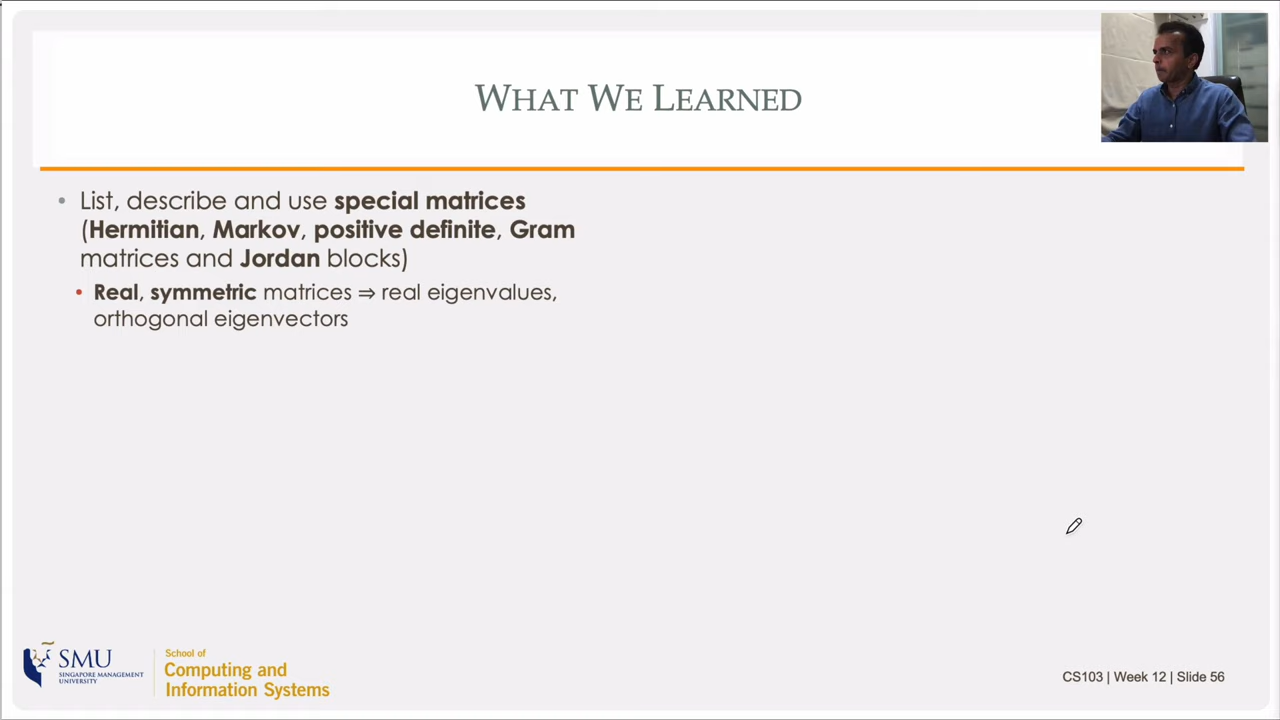 WHAT WE LEARNED
• List, describe and use special matrices
(Hermitian, Markov, positive definite, Gram
matrices and Jordan blocks)
• Real, symmetric matrices ⇒ real eigenvalues,
orthogonal eigenvectors
SMU
SINGAPORE MANAGEMENT
UNIVERSITY
School of
Computing and
Information Systems
CS103 | Week 12 | Slide 56